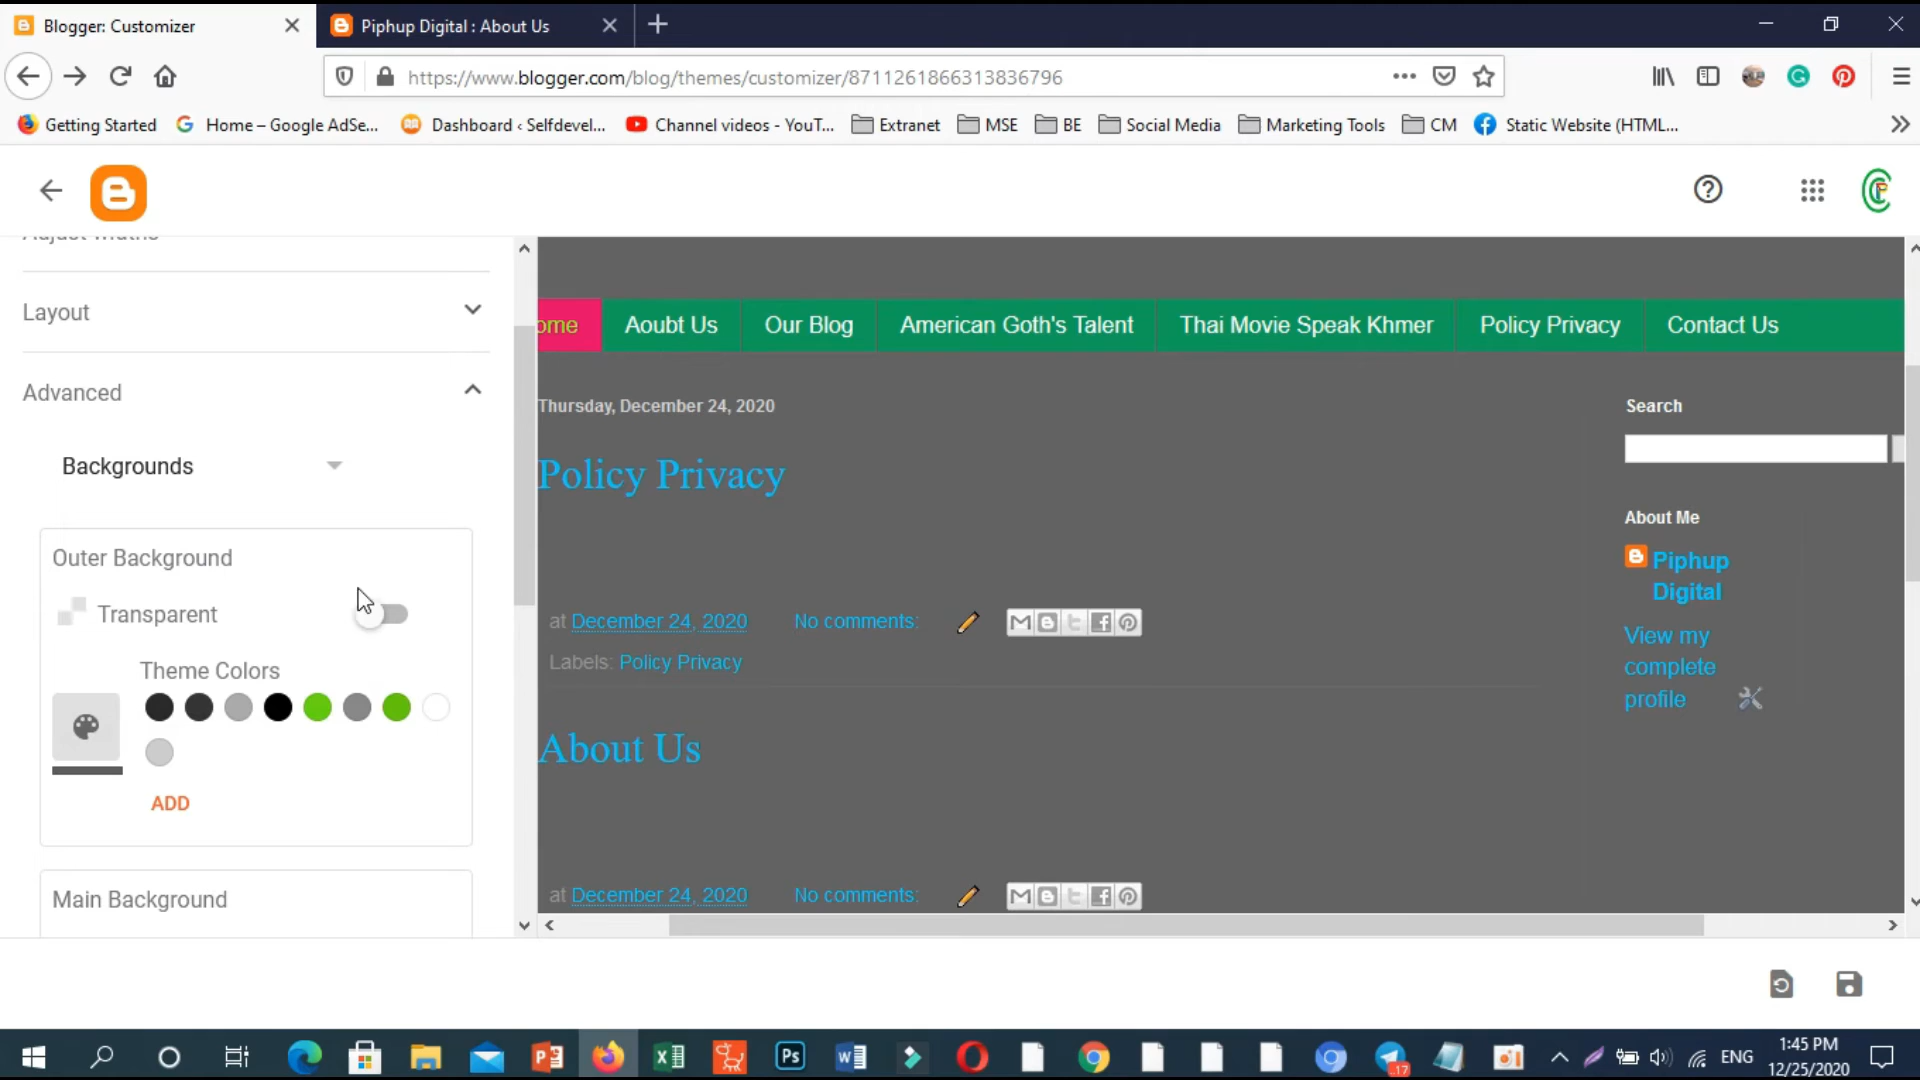 Blogger: Customizer
Piphup Digital : About Us
https://www.blogger.com/blog/themes/customizer/8711261866313836796
Getting Started
Home – Google AdSe...
Dashboard ‹ Selfdevel...
Channel videos - YouT...
Extranet
MSE
BE
Social Media
Marketing Tools
CM
Static Website (HTML...
Adjust widths
Layout
Advanced
Backgrounds
Outer Background
Transparent
Theme Colors
ADD
Main Background
ome
Aoubt Us
Our Blog
American Goth's Talent
Thai Movie Speak Khmer
Policy Privacy
Contact Us
Thursday, December 24, 2020
Policy Privacy
at December 24, 2020 No comments:
Labels: Policy Privacy
About Us
at December 24, 2020 No comments:
Search
About Me
Piphup
Digital
View my
complete
profile
17
ENG
1:45 PM
12/25/2020